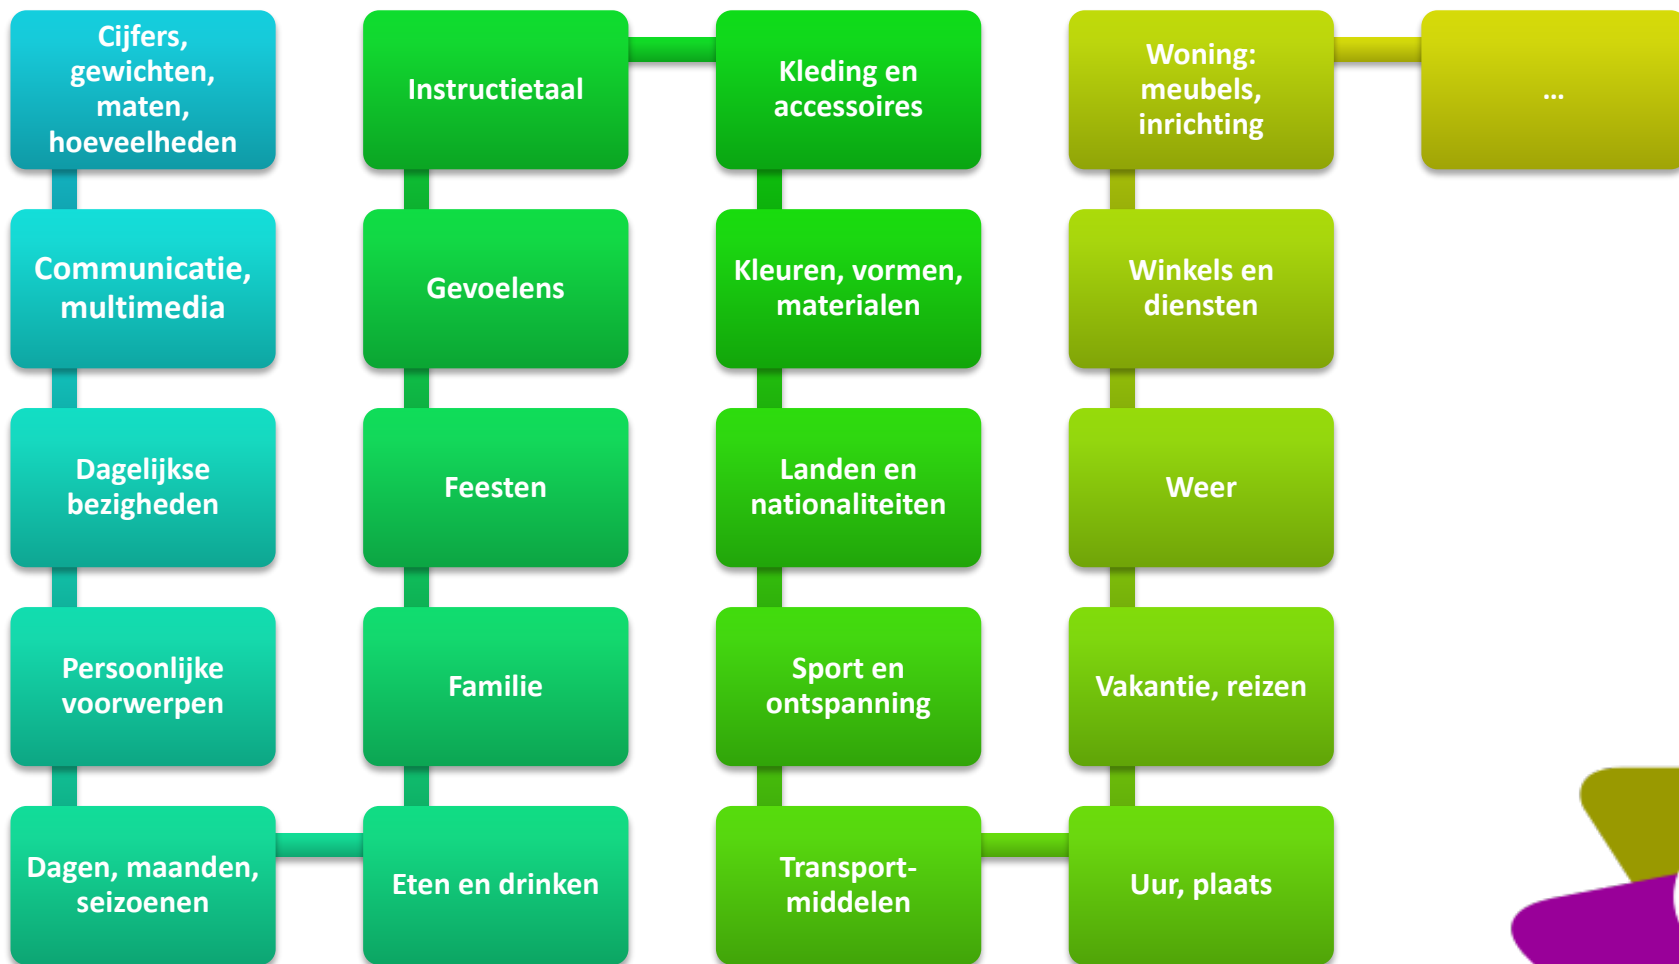 Cijfers,
gewichten,
maten,
hoeveelheden
Communicatie,
multimedia
Dagelijkse
bezigheden
Persoonlijke
voorwerpen
Dagen, maanden,
seizoenen
Eten en drinken
Familie
Feesten
Gevoelens
Instructietaal
Kleding en
accessoires
Kleuren, vormen,
materialen
Landen en
nationaliteiten
Sport en
ontspanning
Transport-
middelen
Uur, plaats
Vakantie, reizen
Weer
Winkels en
diensten
Woning:
meubels,
inrichting
...